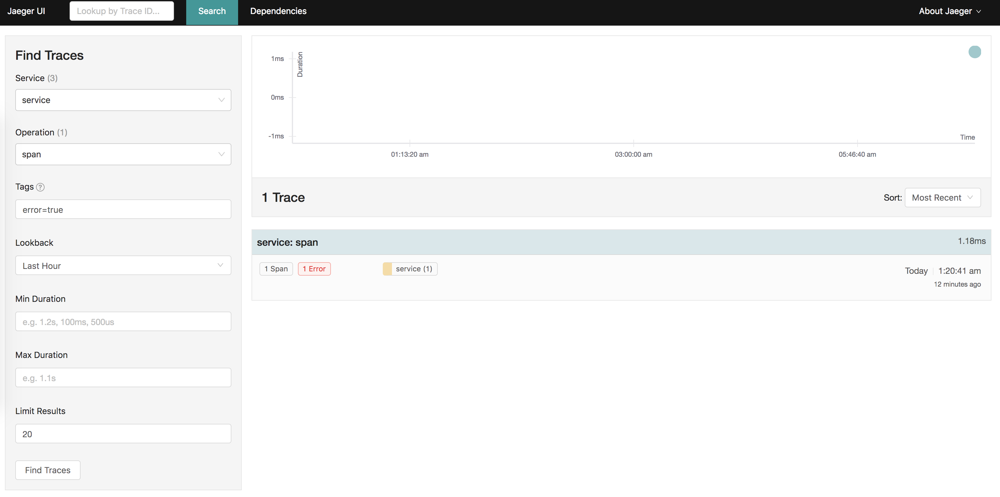 Jaeger UI
Lookup by Trace ID...
Search
Dependencies
About Jaeger
Find Traces
Service (3)
service
Operation (1)
span
Tags ?
error=true
Lookback
Last Hour
Min Duration
e.g. 1.2s, 100ms, 500us
Max Duration
e.g. 1.1s
Limit Results
20
Find Traces
Duration
1ms
0ms
-1ms
Time
01:13:20 am
03:00:00 am
05:46:40 am
1 Trace
Sort: Most Recent
service: span
1.18ms
1 Span
1 Error
service (1)
Today
1:20:41 am
12 minutes ago